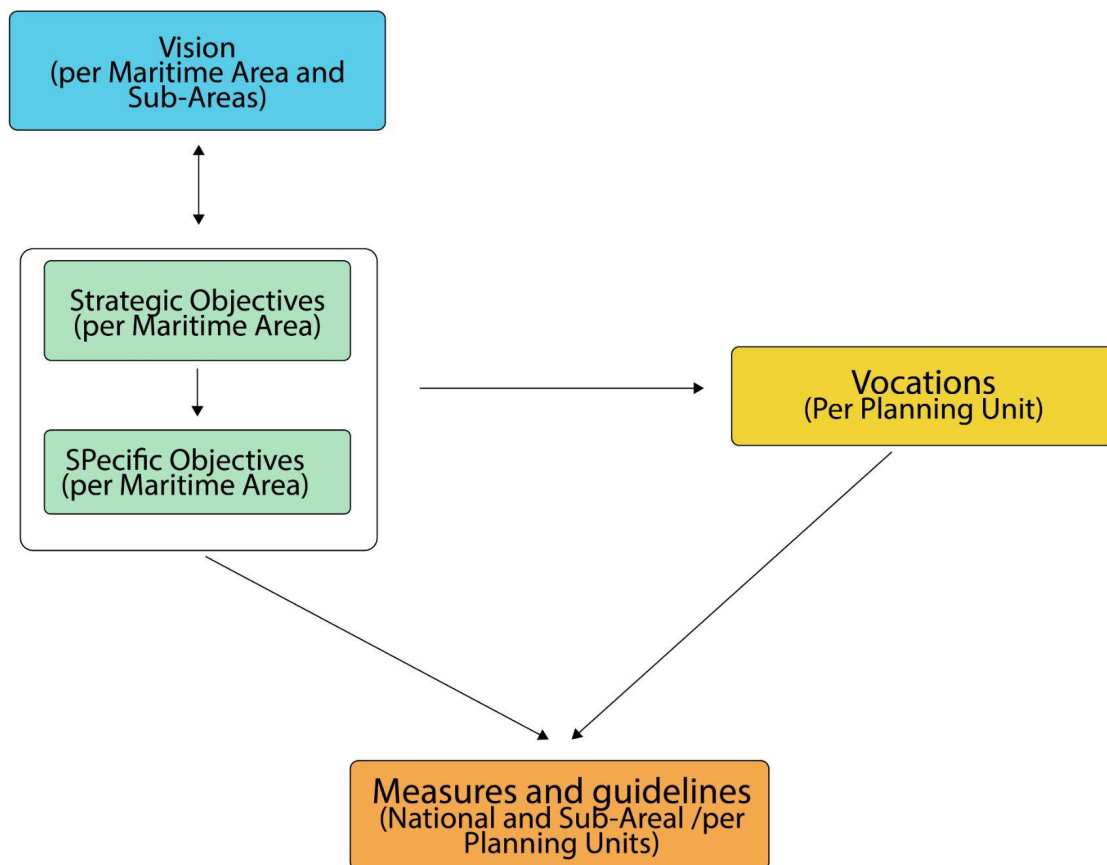 Vision
(per Maritime Area and
Sub-Areas)
Strategic Objectives
(per Maritime Area)
SPecific Objectives
(per Maritime Area)
Vocations
(Per Planning Unit)
Measures and guidelines
(National and Sub-Areal /per
Planning Units)